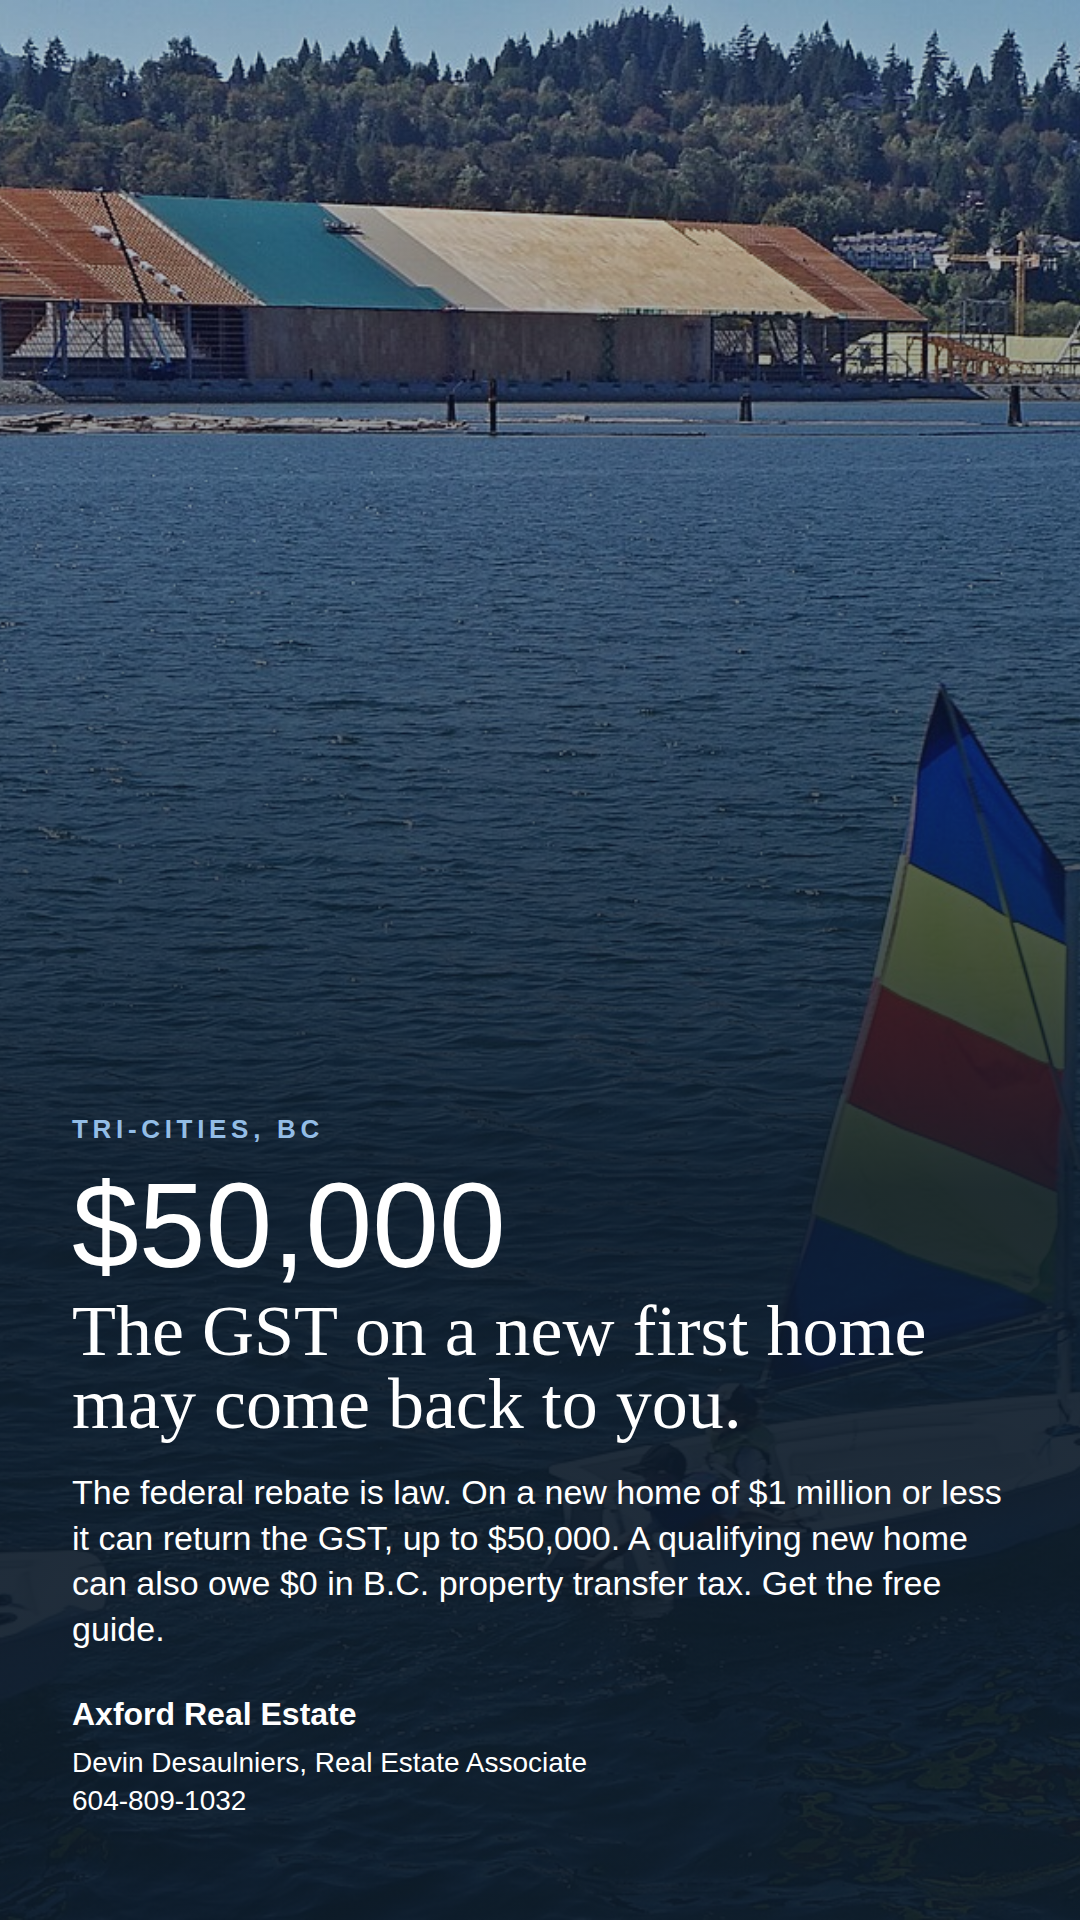 TRI-CITIES, BC
$50,000
The GST on a new first home
may come back to you.
The federal rebate is law. On a new home of $1 million or less
it can return the GST, up to $50,000. A qualifying new home
can also owe $0 in B.C. property transfer tax. Get the free
guide.
Axford Real Estate
Devin Desaulniers, Real Estate Associate
604-809-1032